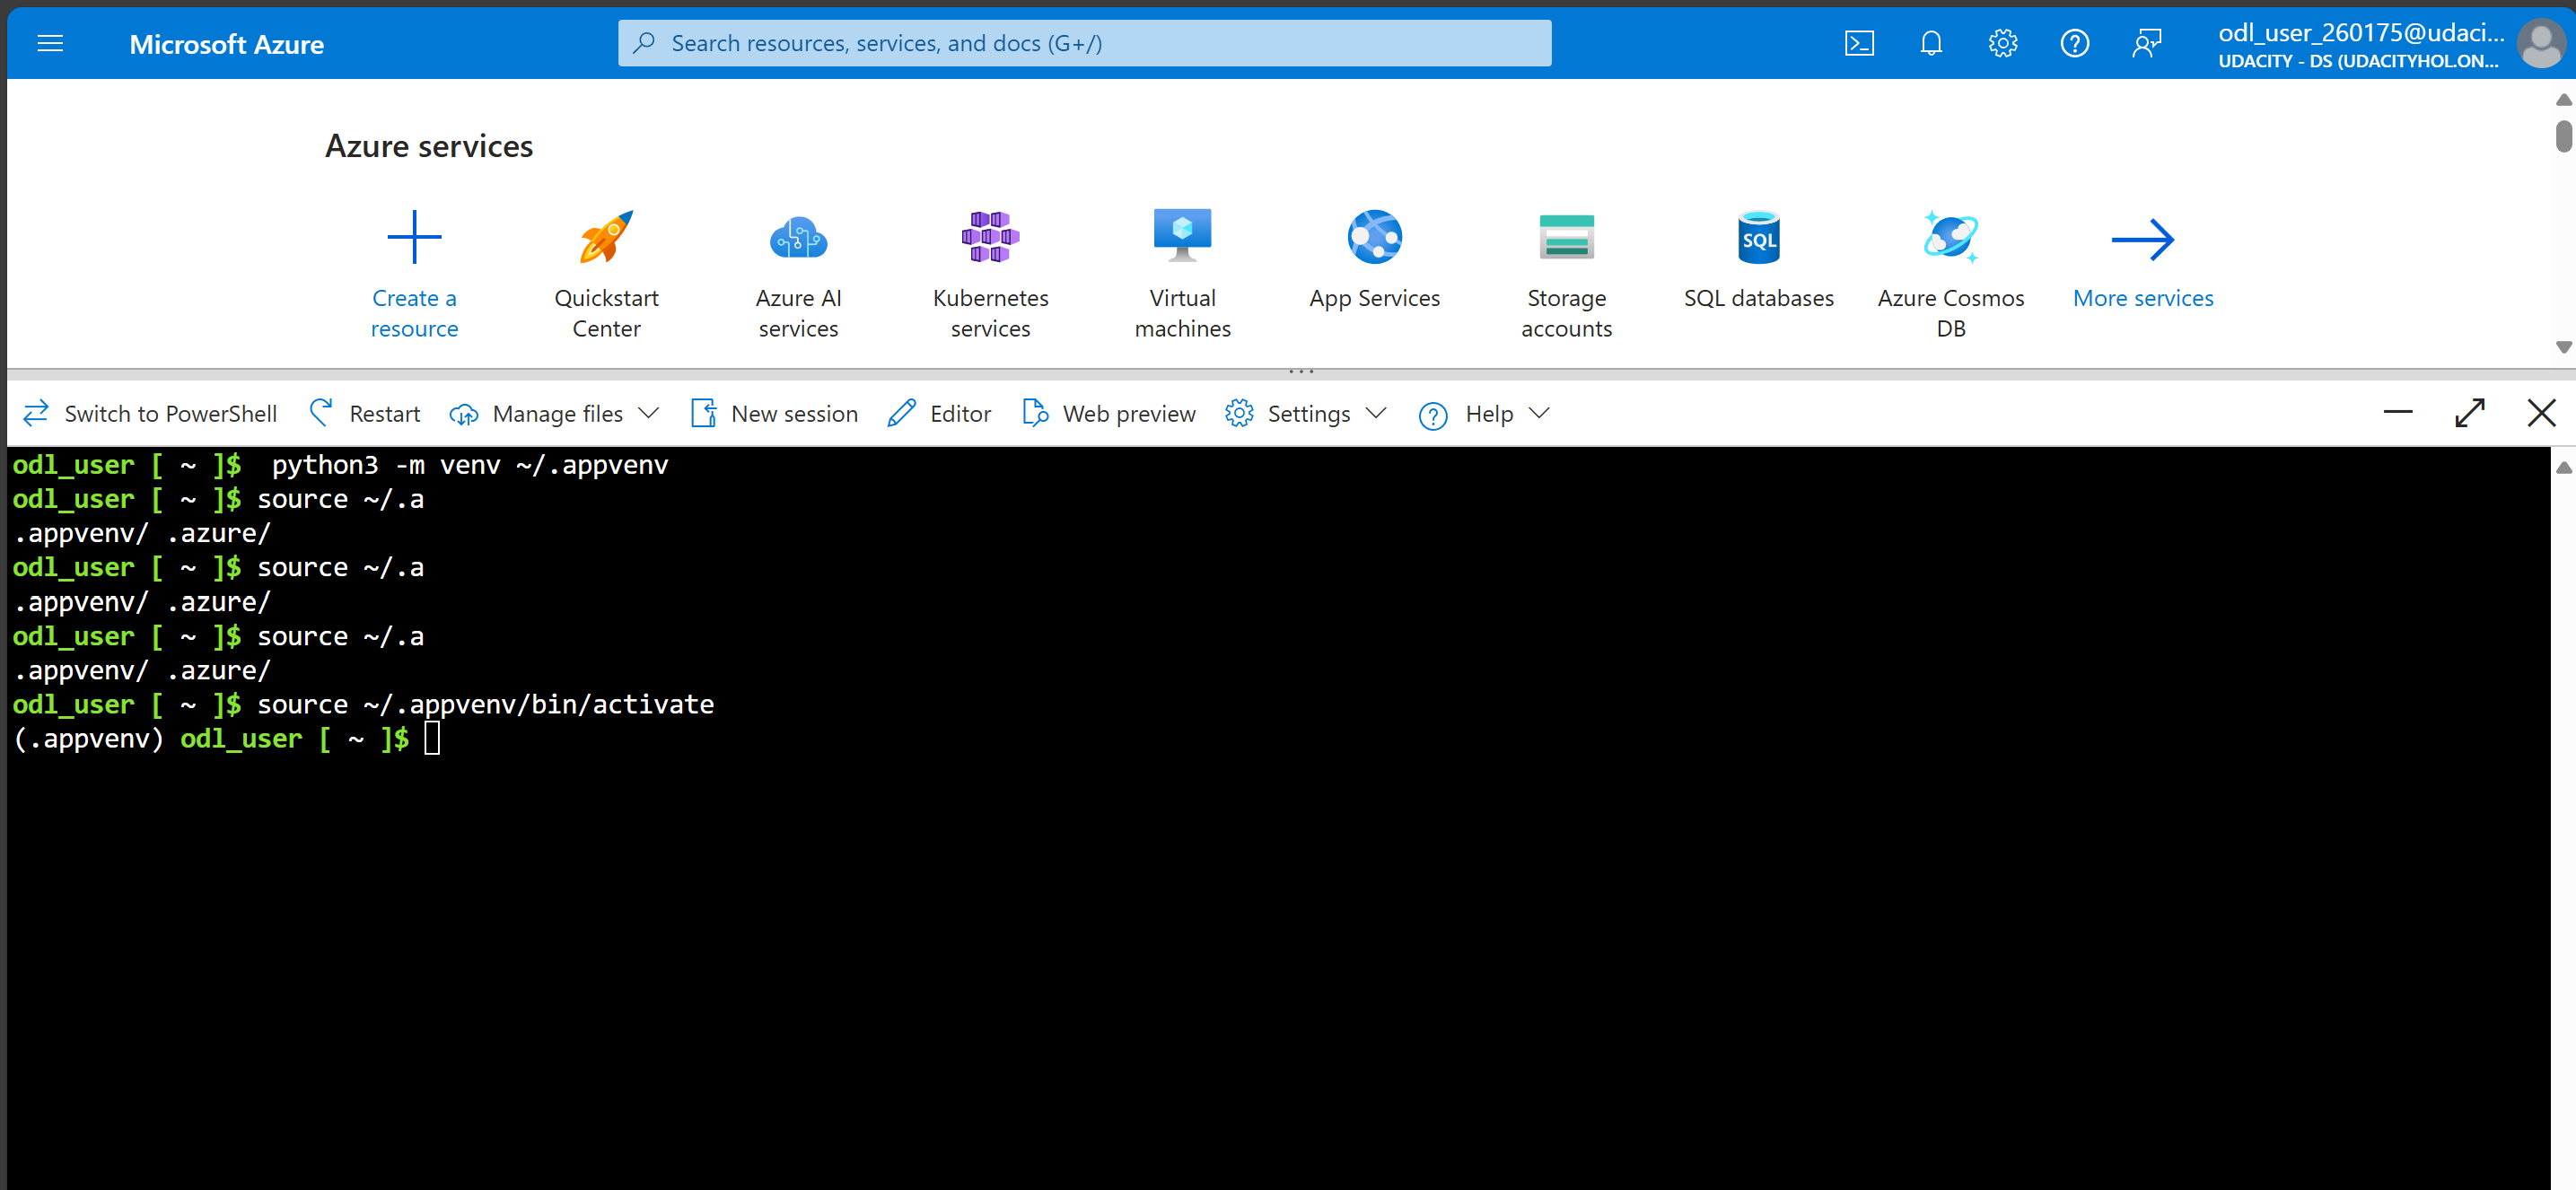 Microsoft Azure
Search resources, services, and docs (G+/)
odl_user_260175@udaci...
UDACITY - DS (UDACITYHOL.ON...
Azure services
Create a
resource
Quickstart
Center
Azure AI
services
Kubernetes
services
Virtual
machines
App Services
Storage
accounts
SQL
SQL databases
Azure Cosmos
DB
More services
Switch to PowerShell
Restart
Manage files
New session
Editor
Web preview
Settings
Help
odl_user [ ~ ]$  python3 -m venv ~/.appvenv
odl_user [ ~ ]$ source ~/.a
.appvenv/ .azure/
odl_user [ ~ ]$ source ~/.a
.appvenv/ .azure/
odl_user [ ~ ]$ source ~/.a
.appvenv/ .azure/
odl_user [ ~ ]$ source ~/.appvenv/bin/activate
(.appvenv) odl_user [ ~ ]$